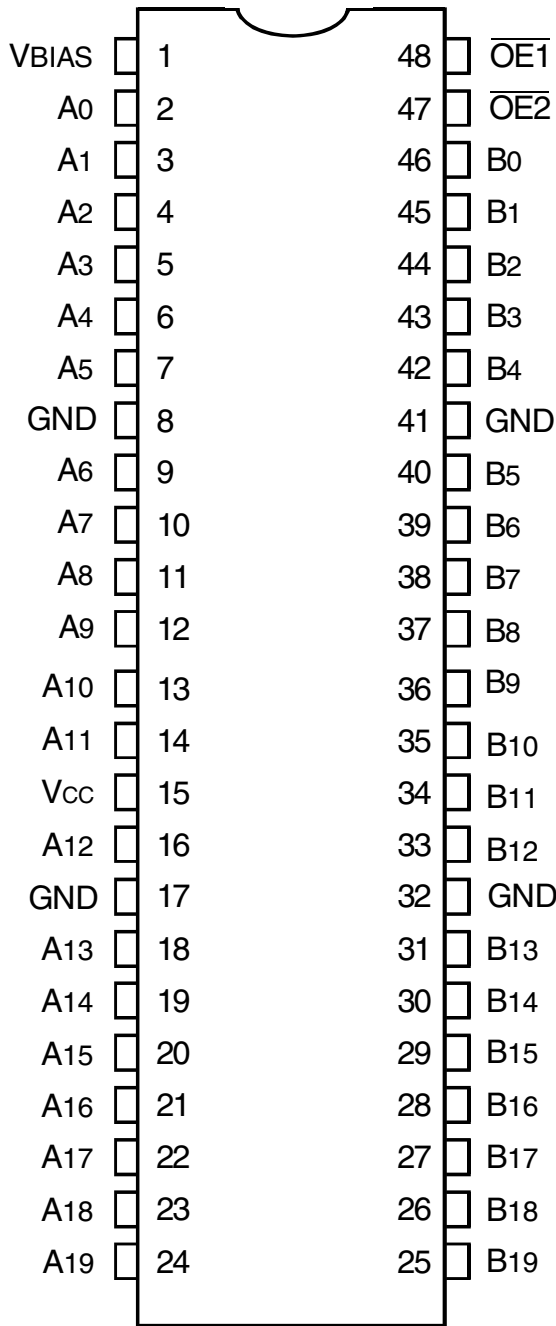 VBIAS 1 48 OE1
A0 2 47 OE2
A1 3 46 B0
A2 4 45 B1
A3 5 44 B2
A4 6 43 B3
A5 7 42 B4
GND 8 41 GND
A6 9 40 B5
A7 10 39 B6
A8 11 38 B7
A9 12 37 B8
A10 13 36 B9
A11 14 35 B10
VCC 15 34 B11
A12 16 33 B12
GND 17 32 GND
A13 18 31 B13
A14 19 30 B14
A15 20 29 B15
A16 21 28 B16
A17 22 27 B17
A18 23 26 B18
A19 24 25 B19